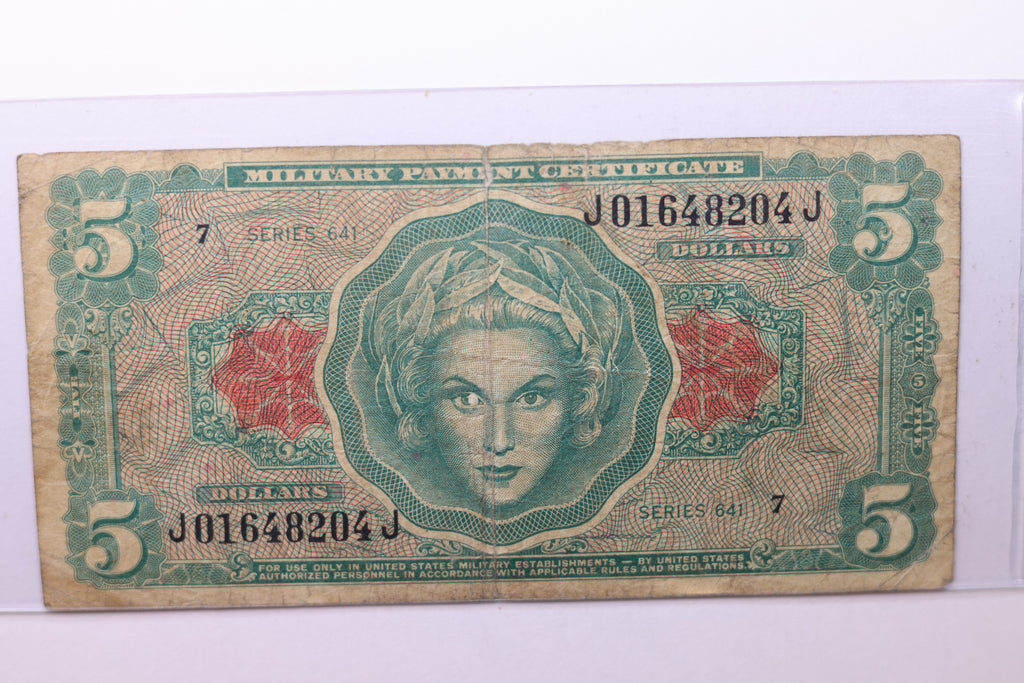 MILITARY PAYMENT CERTIFICATE
5
5
J01648204J
7
SERIES 641
DOLLARS
FIVE
FIVE
5
FIVE
DOLLARS
SERIES 641
7
J01648204J
5
5
FOR USE ONLY IN UNITED STATES MILITARY ESTABLISHMENTS — BY UNITED STATES
AUTHORIZED PERSONNEL IN ACCORDANCE WITH APPLICABLE RULES AND REGULATIONS.